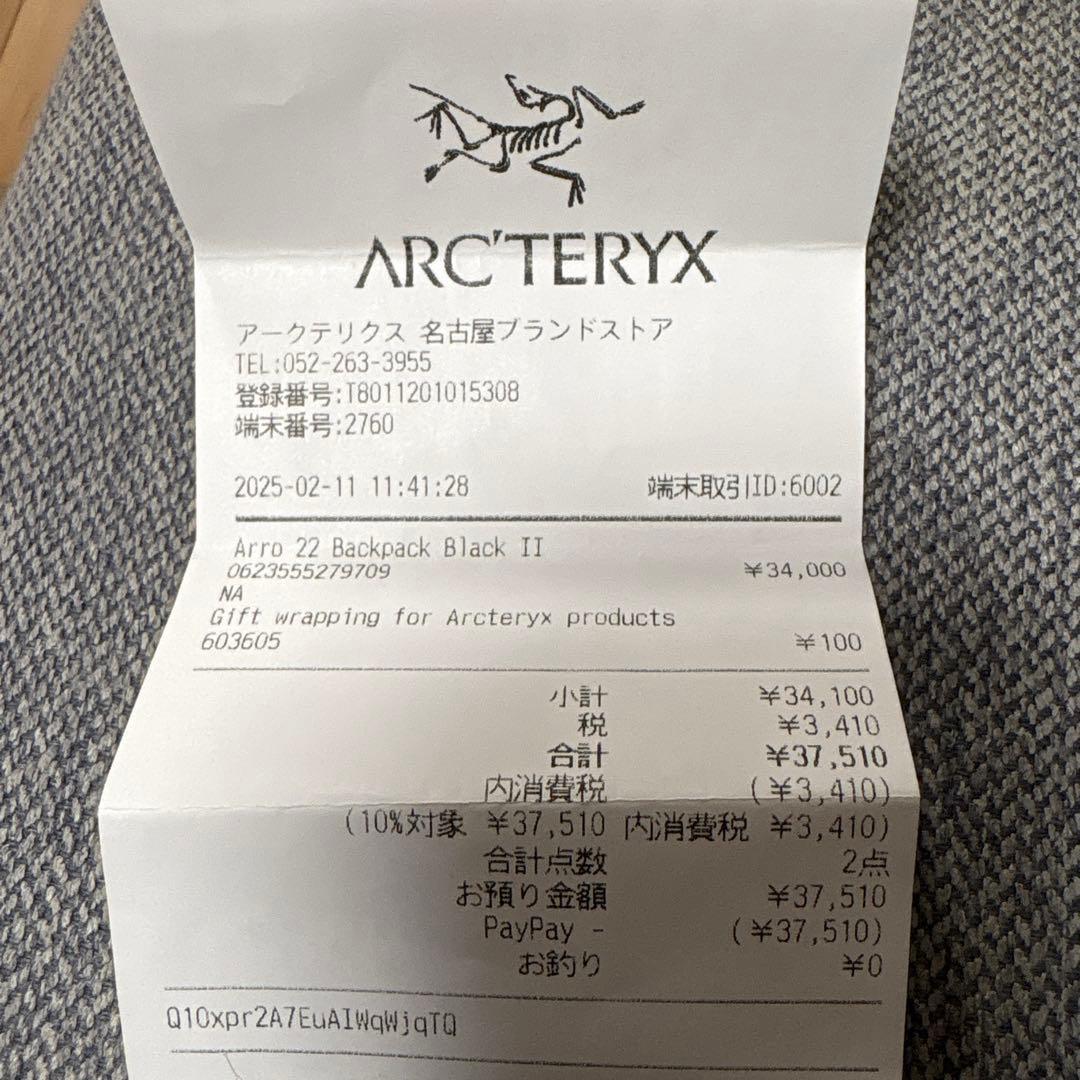 ARC'TERYX
アークテリクス 名古屋ブランドストア
TEL:052-263-3955
登録番号:T8011201015308
端末番号:2760
2025-02-11 11:41:28 端末取引ID:6002
Arro 22 Backpack Black II
0623555279709 ¥34,000
NA
Gift wrapping for Arcteryx products
603605 ¥100
小計 ¥34,100
税 ¥3,410
合計 ¥37,510
内消費税 (¥3,410)
(10%対象 ¥37,510 内消費税 ¥3,410)
合計点数 2点
お預り金額 ¥37,510
PayPay - (¥37,510)
お釣り ¥0
Q10xpr2A7EuAIWqWjqTQ